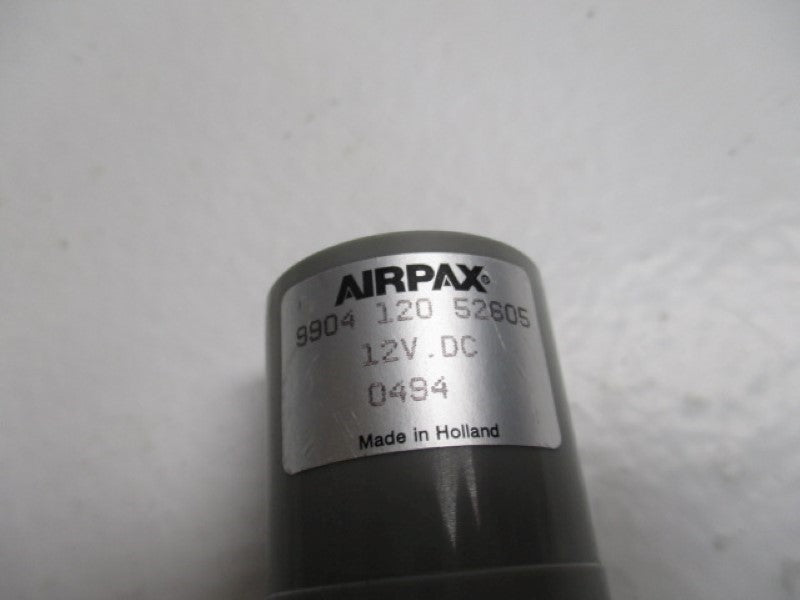 AIRPAX®
9904 120 52605
12V.DC
0494
Made in Holland